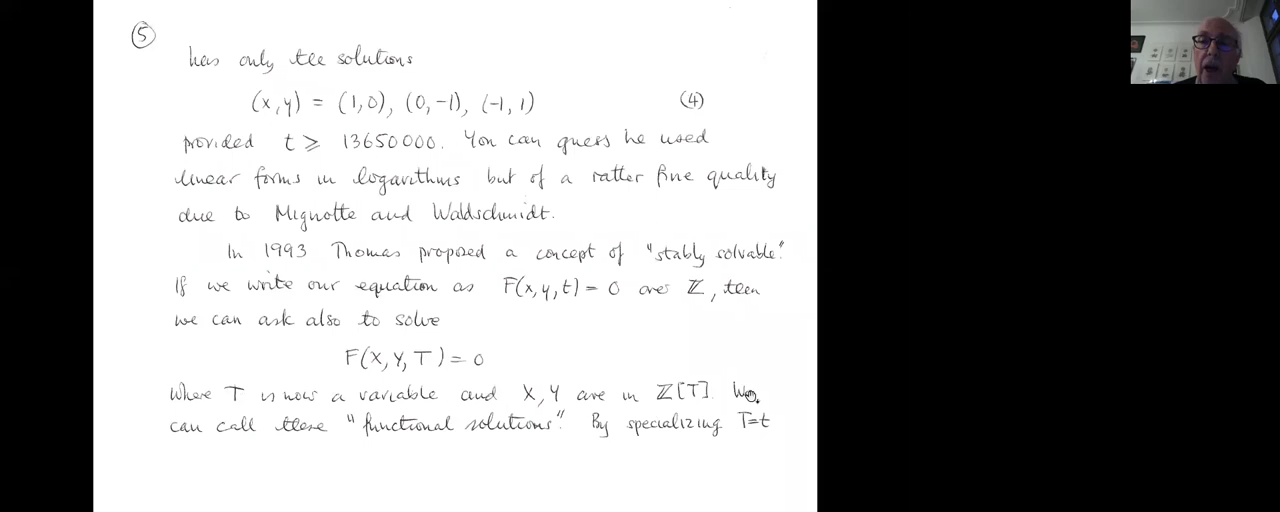 5
has only the solutions
(x,y) = (1,0), (0,-1), (-1,1) (4)
provided t ≥ 13650000. You can guess he used
linear forms in logarithms but of a rather fine quality
due to Mignotte and Waldschmidt.
In 1993 Thomas proposed a concept of "stably solvable".
If we write our equation as F(x,y,t) = 0 over ℤ, then
we can ask also to solve
F(X,Y,T) = 0
where T is now a variable and X,Y are in ℤ[T]. We
can call these "functional solutions". By specializing T=t